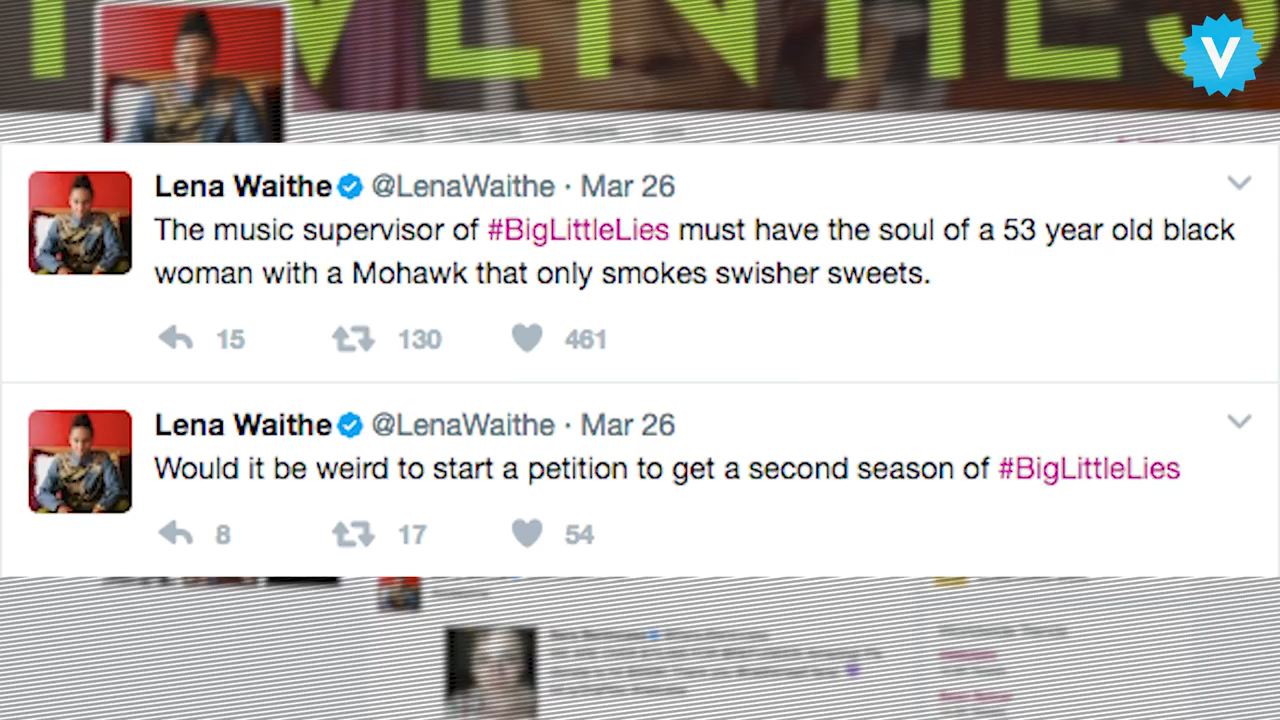 V
Lena Waithe @LenaWaithe · Mar 26
The music supervisor of #BigLittleLies must have the soul of a 53 year old black
woman with a Mohawk that only smokes swisher sweets.
15 130 461
Lena Waithe @LenaWaithe · Mar 26
Would it be weird to start a petition to get a second season of #BigLittleLies
8 17 54